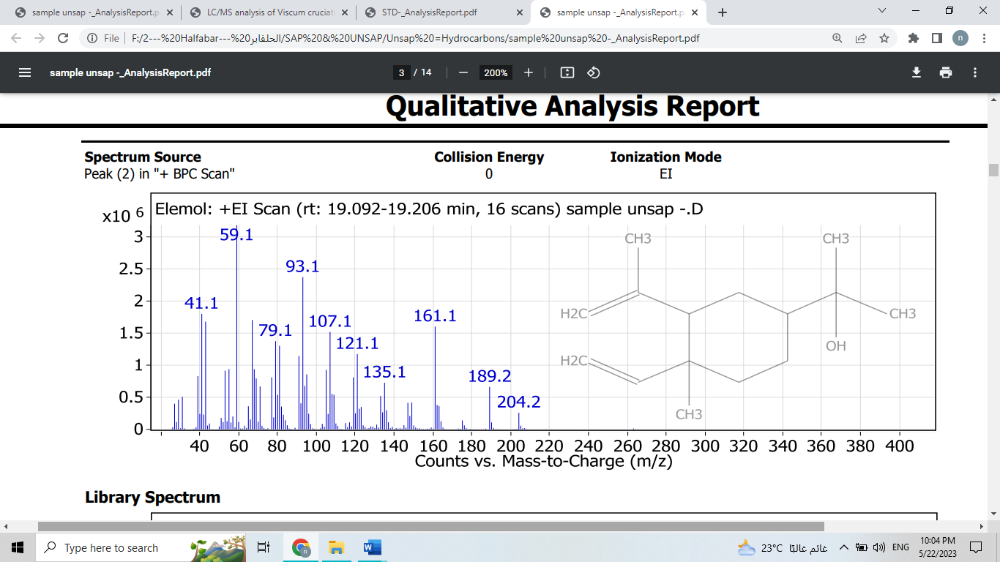 sample unsap -_AnalysisReport.p
LC/MS analysis of Viscum cruciat
STD-_AnalysisReport.pdf
sample unsap -_AnalysisReport.p
File | F:/2---%20Halfabar---%20الحلفابر/SAP%20&%20UNSAP/Unsap%20=Hydrocarbons/sample%20unsap%20-_AnalysisReport.pdf
n
sample unsap -_AnalysisReport.pdf
3 / 14
200%
Qualitative Analysis Report
Spectrum Source Collision Energy Ionization Mode
Peak (2) in "+ BPC Scan" 0 EI
x10 6
Elemol: +EI Scan (rt: 19.092-19.206 min, 16 scans) sample unsap -.D
3
2.5
2
1.5
1
0.5
0
59.1
93.1
41.1
79.1
107.1
121.1
135.1
161.1
189.2
204.2
CH3 CH3
H2C CH3
OH
H2C
CH3
40 60 80 100 120 140 160 180 200 220 240 260 280 300 320 340 360 380 400
Counts vs. Mass-to-Charge (m/z)
Library Spectrum
Type here to search
n
W
23°C غائم غالبًا
ENG
10:04 PM
5/22/2023